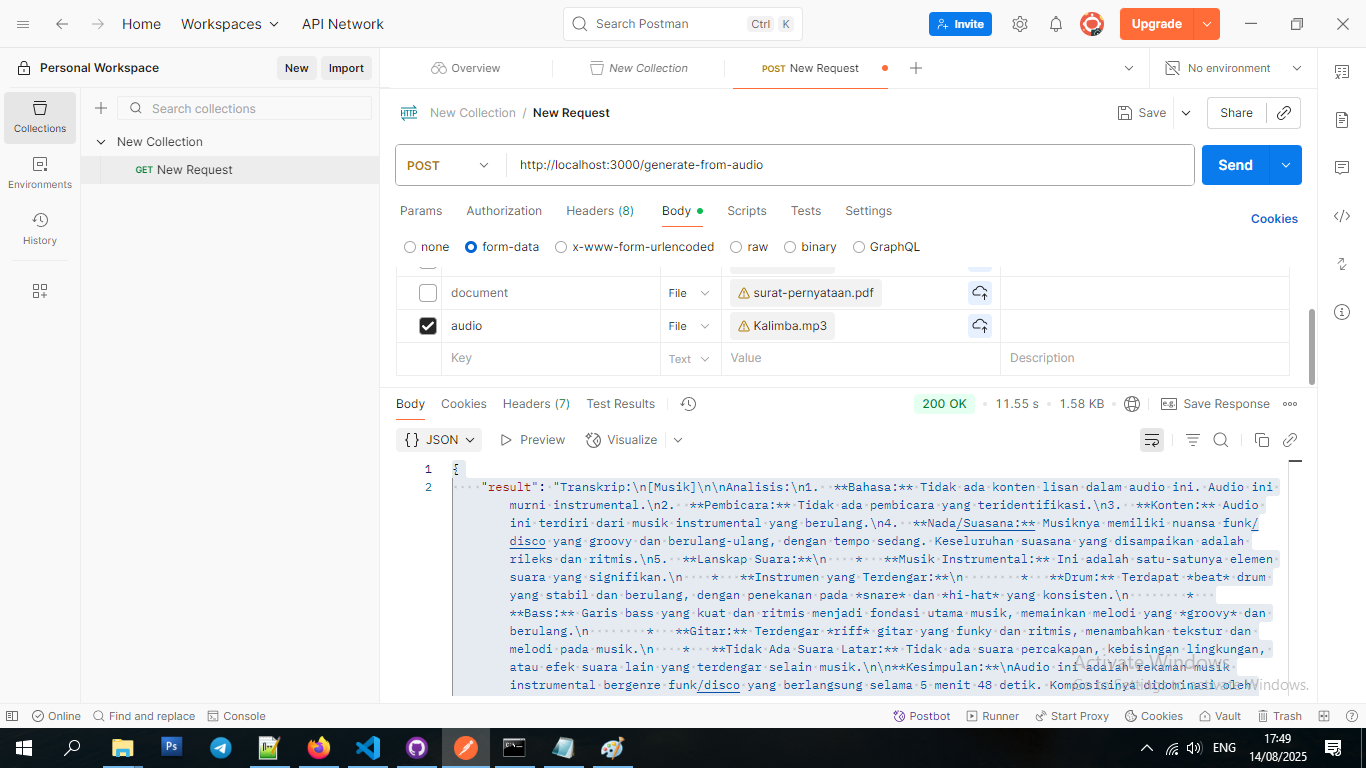 Home
Workspaces
API Network
Search Postman
Ctrl K
Invite
Upgrade
Personal Workspace
New
Import
Overview
New Collection
POST New Request
No environment
Collections
Environments
History
Search collections
New Collection
GET New Request
HTTP
New Collection / New Request
Save
Share
POST
http://localhost:3000/generate-from-audio
Send
Params
Authorization
Headers (8)
Body
Scripts
Tests
Settings
Cookies
none
form-data
x-www-form-urlencoded
raw
binary
GraphQL
document
File
surat-pernyataan.pdf
audio
File
Kalimba.mp3
Key
Text
Value
Description
Body
Cookies
Headers (7)
Test Results
200 OK
11.55 s
1.58 KB
e.g.
Save Response
{} JSON
Preview
Visualize
1 {
2 "result": "Transkrip:\n[Musik]\n\nAnalisis:\n1.  **Bahasa:** Tidak ada konten lisan dalam audio ini. Audio ini
murni instrumental.\n2.  **Pembicara:** Tidak ada pembicara yang teridentifikasi.\n3.  **Konten:** Audio
ini terdiri dari musik instrumental yang berulang.\n4.  **Nada/Suasana:** Musiknya memiliki nuansa funk/
disco yang groovy dan berulang-ulang, dengan tempo sedang. Keseluruhan suasana yang disampaikan adalah
rileks dan ritmis.\n5.  **Lanskap Suara:**\n    *   **Musik Instrumental:** Ini adalah satu-satunya elemen
suara yang signifikan.\n    *   **Instrumen yang Terdengar:**\n        *   **Drum:** Terdapat *beat* drum
yang stabil dan berulang, dengan penekanan pada *snare* dan *hi-hat* yang konsisten.\n        *
**Bass:** Garis bass yang kuat dan ritmis menjadi fondasi utama musik, memainkan melodi yang *groovy* dan
berulang.\n        *   **Gitar:** Terdengar *riff* gitar yang funky dan ritmis, menambahkan tekstur dan
melodi pada musik.\n    *   **Tidak Ada Suara Latar:** Tidak ada suara percakapan, kebisingan lingkungan,
atau efek suara lain yang terdengar selain musik.\n\n**Kesimpulan:**\nAudio ini adalah rekaman musik
instrumental bergenre funk/disco yang berlangsung selama 5 menit 48 detik. Komposisinya didominasi oleh
Activate Windows
Go to Settings to activate Windows.
Online
Find and replace
Console
Postbot
Runner
Start Proxy
Cookies
Vault
Trash
Ps
ENG
17:49
14/08/2025